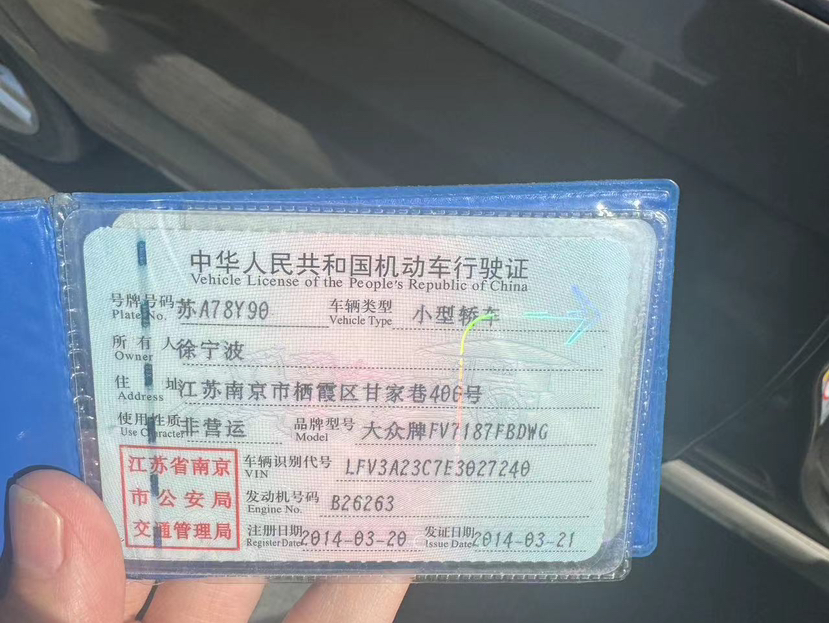 中华人民共和国机动车行驶证
Vehicle License of the People's Republic of China
号牌号码 苏A78Y90 车辆类型 小型轿车
Plate No. Vehicle Type
所有人 徐宁波
Owner
住址 江苏南京市栖霞区甘家巷406号
Address
使用性质 非营运 品牌型号 大众牌FV7187FBDWG
Use Character Model
江苏省南京
市公安局
交通管理局
车辆识别代号 LFV3A23C7E3027240
VIN
发动机号码 B26263
Engine No.
注册日期 2014-03-20 发证日期 2014-03-21
Register Date Issue Date